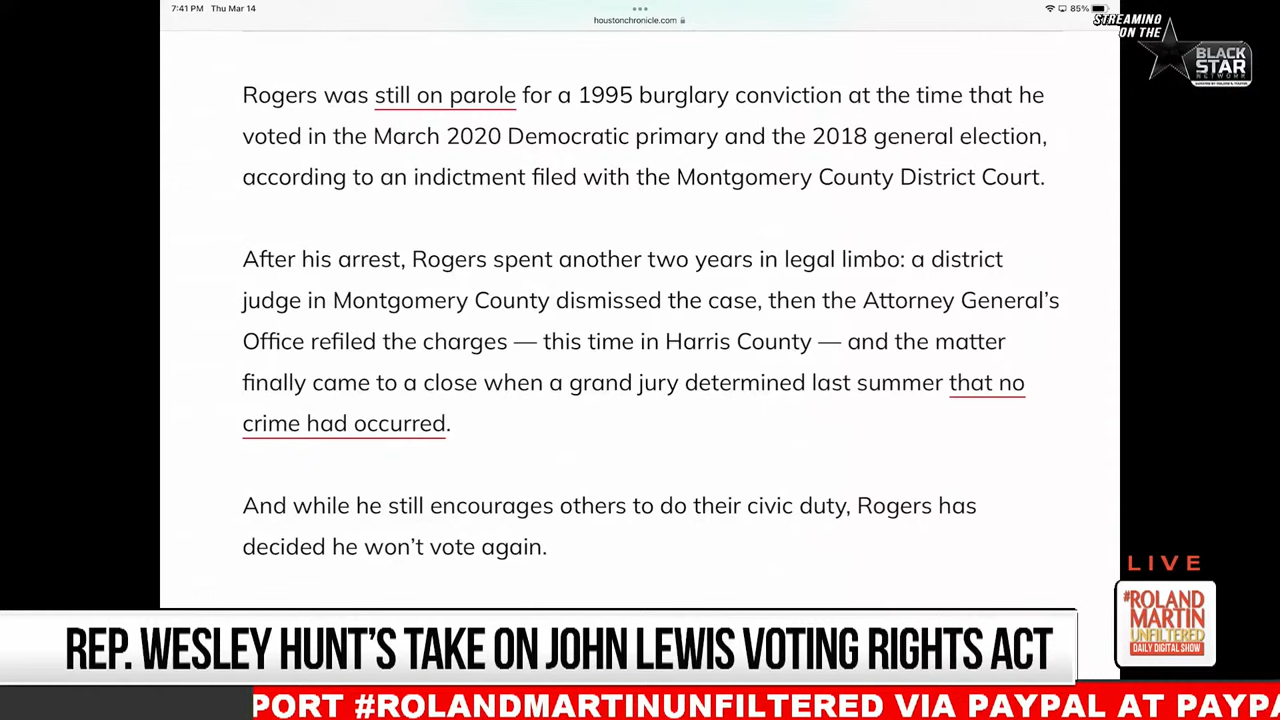 7:41 PM Thu Mar 14
houstonchronicle.com
85%
STREAMING
ON THE
BLACK
STAR
NETWORK
Rogers was still on parole for a 1995 burglary conviction at the time that he
voted in the March 2020 Democratic primary and the 2018 general election,
according to an indictment filed with the Montgomery County District Court.
After his arrest, Rogers spent another two years in legal limbo: a district
judge in Montgomery County dismissed the case, then the Attorney General’s
Office refiled the charges — this time in Harris County — and the matter
finally came to a close when a grand jury determined last summer that no
crime had occurred.
And while he still encourages others to do their civic duty, Rogers has
decided he won’t vote again.
LIVE
#ROLAND
MARTIN
UNFILTERED
DAILY DIGITAL SHOW
REP. WESLEY HUNT’S TAKE ON JOHN LEWIS VOTING RIGHTS ACT
PORT #ROLANDMARTINUNFILTERED VIA PAYPAL AT PAYPA